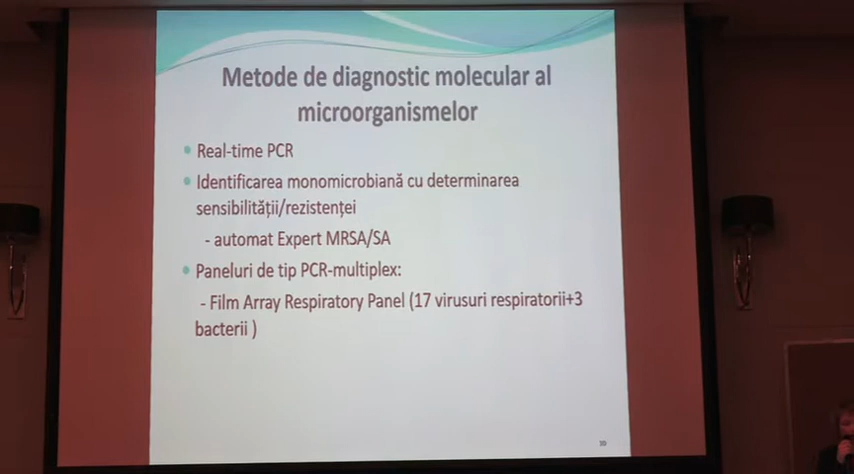 Metode de diagnostic molecular al
microorganismelor
• Real-time PCR
• Identificarea monomicrobiană cu determinarea
sensibilității/rezistenței
- automat Expert MRSA/SA
• Paneluri de tip PCR-multiplex:
- Film Array Respiratory Panel (17 virusuri respiratorii+3
bacterii )